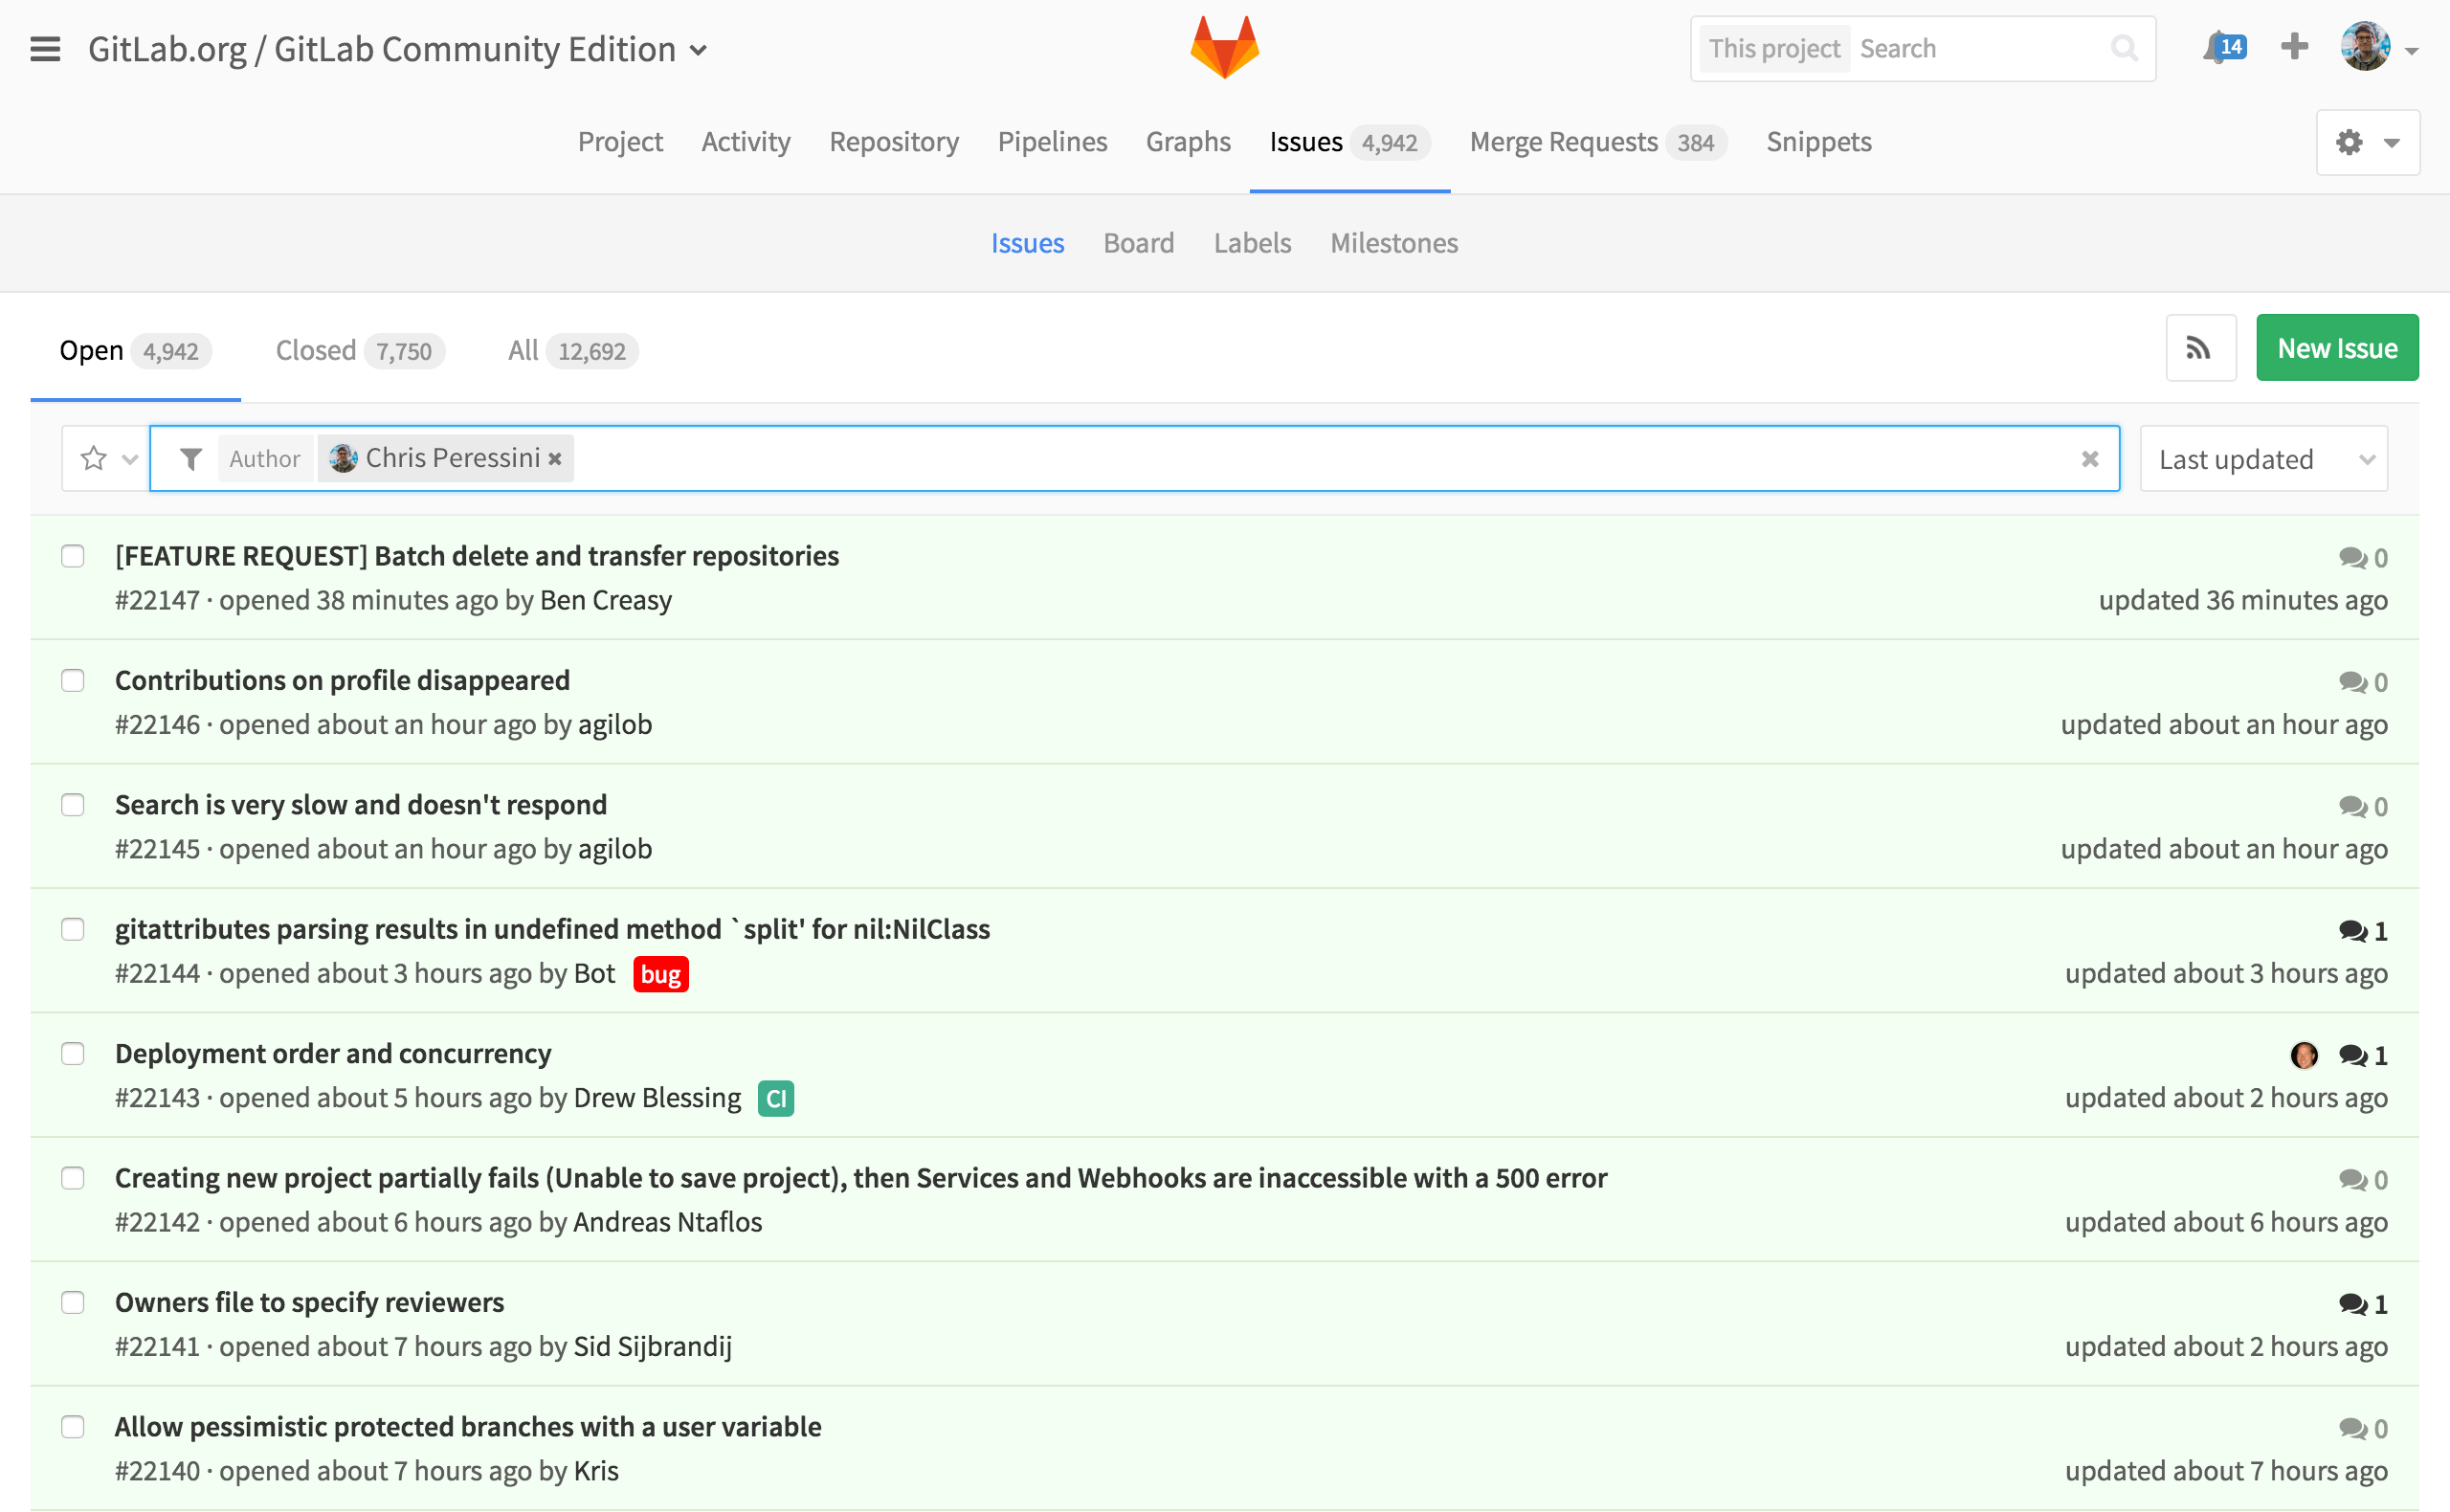 GitLab.org / GitLab Community Edition
This project Search
14
Project Activity Repository Pipelines Graphs Issues 4,942 Merge Requests 384 Snippets
Issues Board Labels Milestones
Open 4,942 Closed 7,750 All 12,692
New Issue
Author Chris Peressini
Last updated
[FEATURE REQUEST] Batch delete and transfer repositories
0
#22147 · opened 38 minutes ago by Ben Creasy
updated 36 minutes ago
Contributions on profile disappeared
0
#22146 · opened about an hour ago by agilob
updated about an hour ago
Search is very slow and doesn't respond
0
#22145 · opened about an hour ago by agilob
updated about an hour ago
gitattributes parsing results in undefined method `split' for nil:NilClass
1
#22144 · opened about 3 hours ago by Bot bug
updated about 3 hours ago
Deployment order and concurrency
1
#22143 · opened about 5 hours ago by Drew Blessing CI
updated about 2 hours ago
Creating new project partially fails (Unable to save project), then Services and Webhooks are inaccessible with a 500 error
0
#22142 · opened about 6 hours ago by Andreas Ntaflos
updated about 6 hours ago
Owners file to specify reviewers
1
#22141 · opened about 7 hours ago by Sid Sijbrandij
updated about 2 hours ago
Allow pessimistic protected branches with a user variable
0
#22140 · opened about 7 hours ago by Kris
updated about 7 hours ago